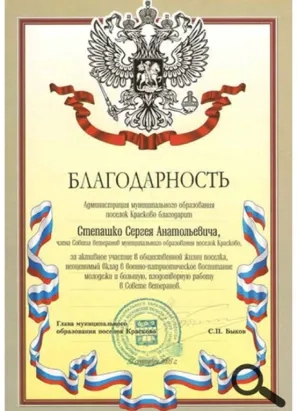 БЛАГОДАРНОСТЬ
Администрация муниципального образования
поселок Красково благодарит
Степашко Сергея Анатольевича,
члена Совета Ветеранов муниципального образования поселок Красково,
за активное участие в общественной жизни поселка,
неоценимый вклад в военно-патриотическое воспитание
молодежи и большую, плодотворную работу
в Совете ветеранов.
Глава муниципального
образования поселок Красково
С.П. Быков